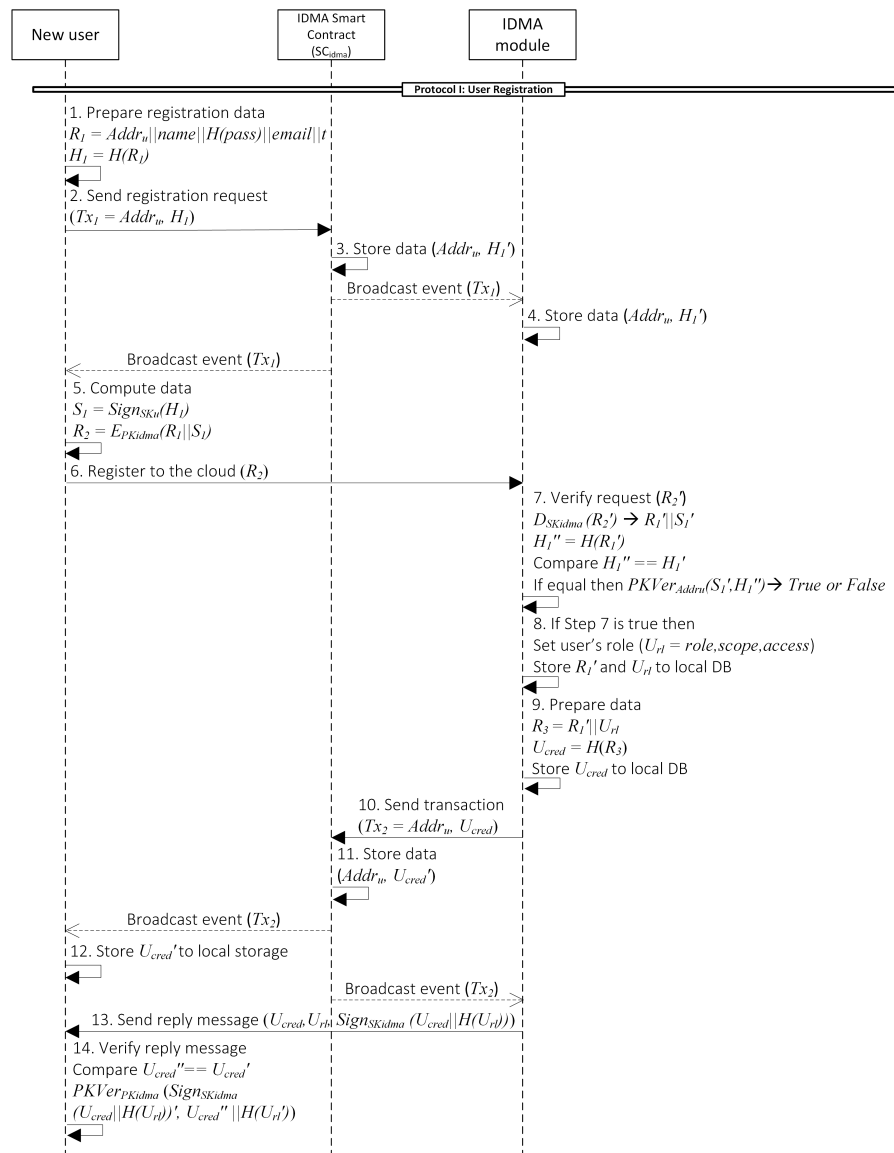 New user
IDMA Smart
Contract
(SCidma)
IDMA
module
Protocol I: User Registration
1. Prepare registration data
R1 = Addru||name||H(pass)||email||t
H1 = H(R1)
2. Send registration request
(Tx1 = Addru, H1)
3. Store data (Addru, H1')
Broadcast event (Tx1)
4. Store data (Addru, H1')
Broadcast event (Tx1)
5. Compute data
S1 = SignSKu(H1)
R2 = EPKidma(R1||S1)
6. Register to the cloud (R2)
7. Verify request (R2')
DSKidma (R2') → R1'||S1'
H1'' = H(R1')
Compare H1'' == H1'
If equal then PKVerAddru(S1',H1'')→ True or False
8. If Step 7 is true then
Set user's role (Url = role,scope,access)
Store R1' and Url to local DB
9. Prepare data
R3 = R1'||Url
Ucred = H(R3)
Store Ucred to local DB
10. Send transaction
(Tx2 = Addru, Ucred)
11. Store data
(Addru, Ucred')
Broadcast event (Tx2)
12. Store Ucred' to local storage
Broadcast event (Tx2)
13. Send reply message (Ucred,Url, SignSKidma (Ucred||H(Url)))
14. Verify reply message
Compare Ucred''== Ucred'
PKVerPKidma (SignSKidma
(Ucred||H(Url))', Ucred'' ||H(Url'))